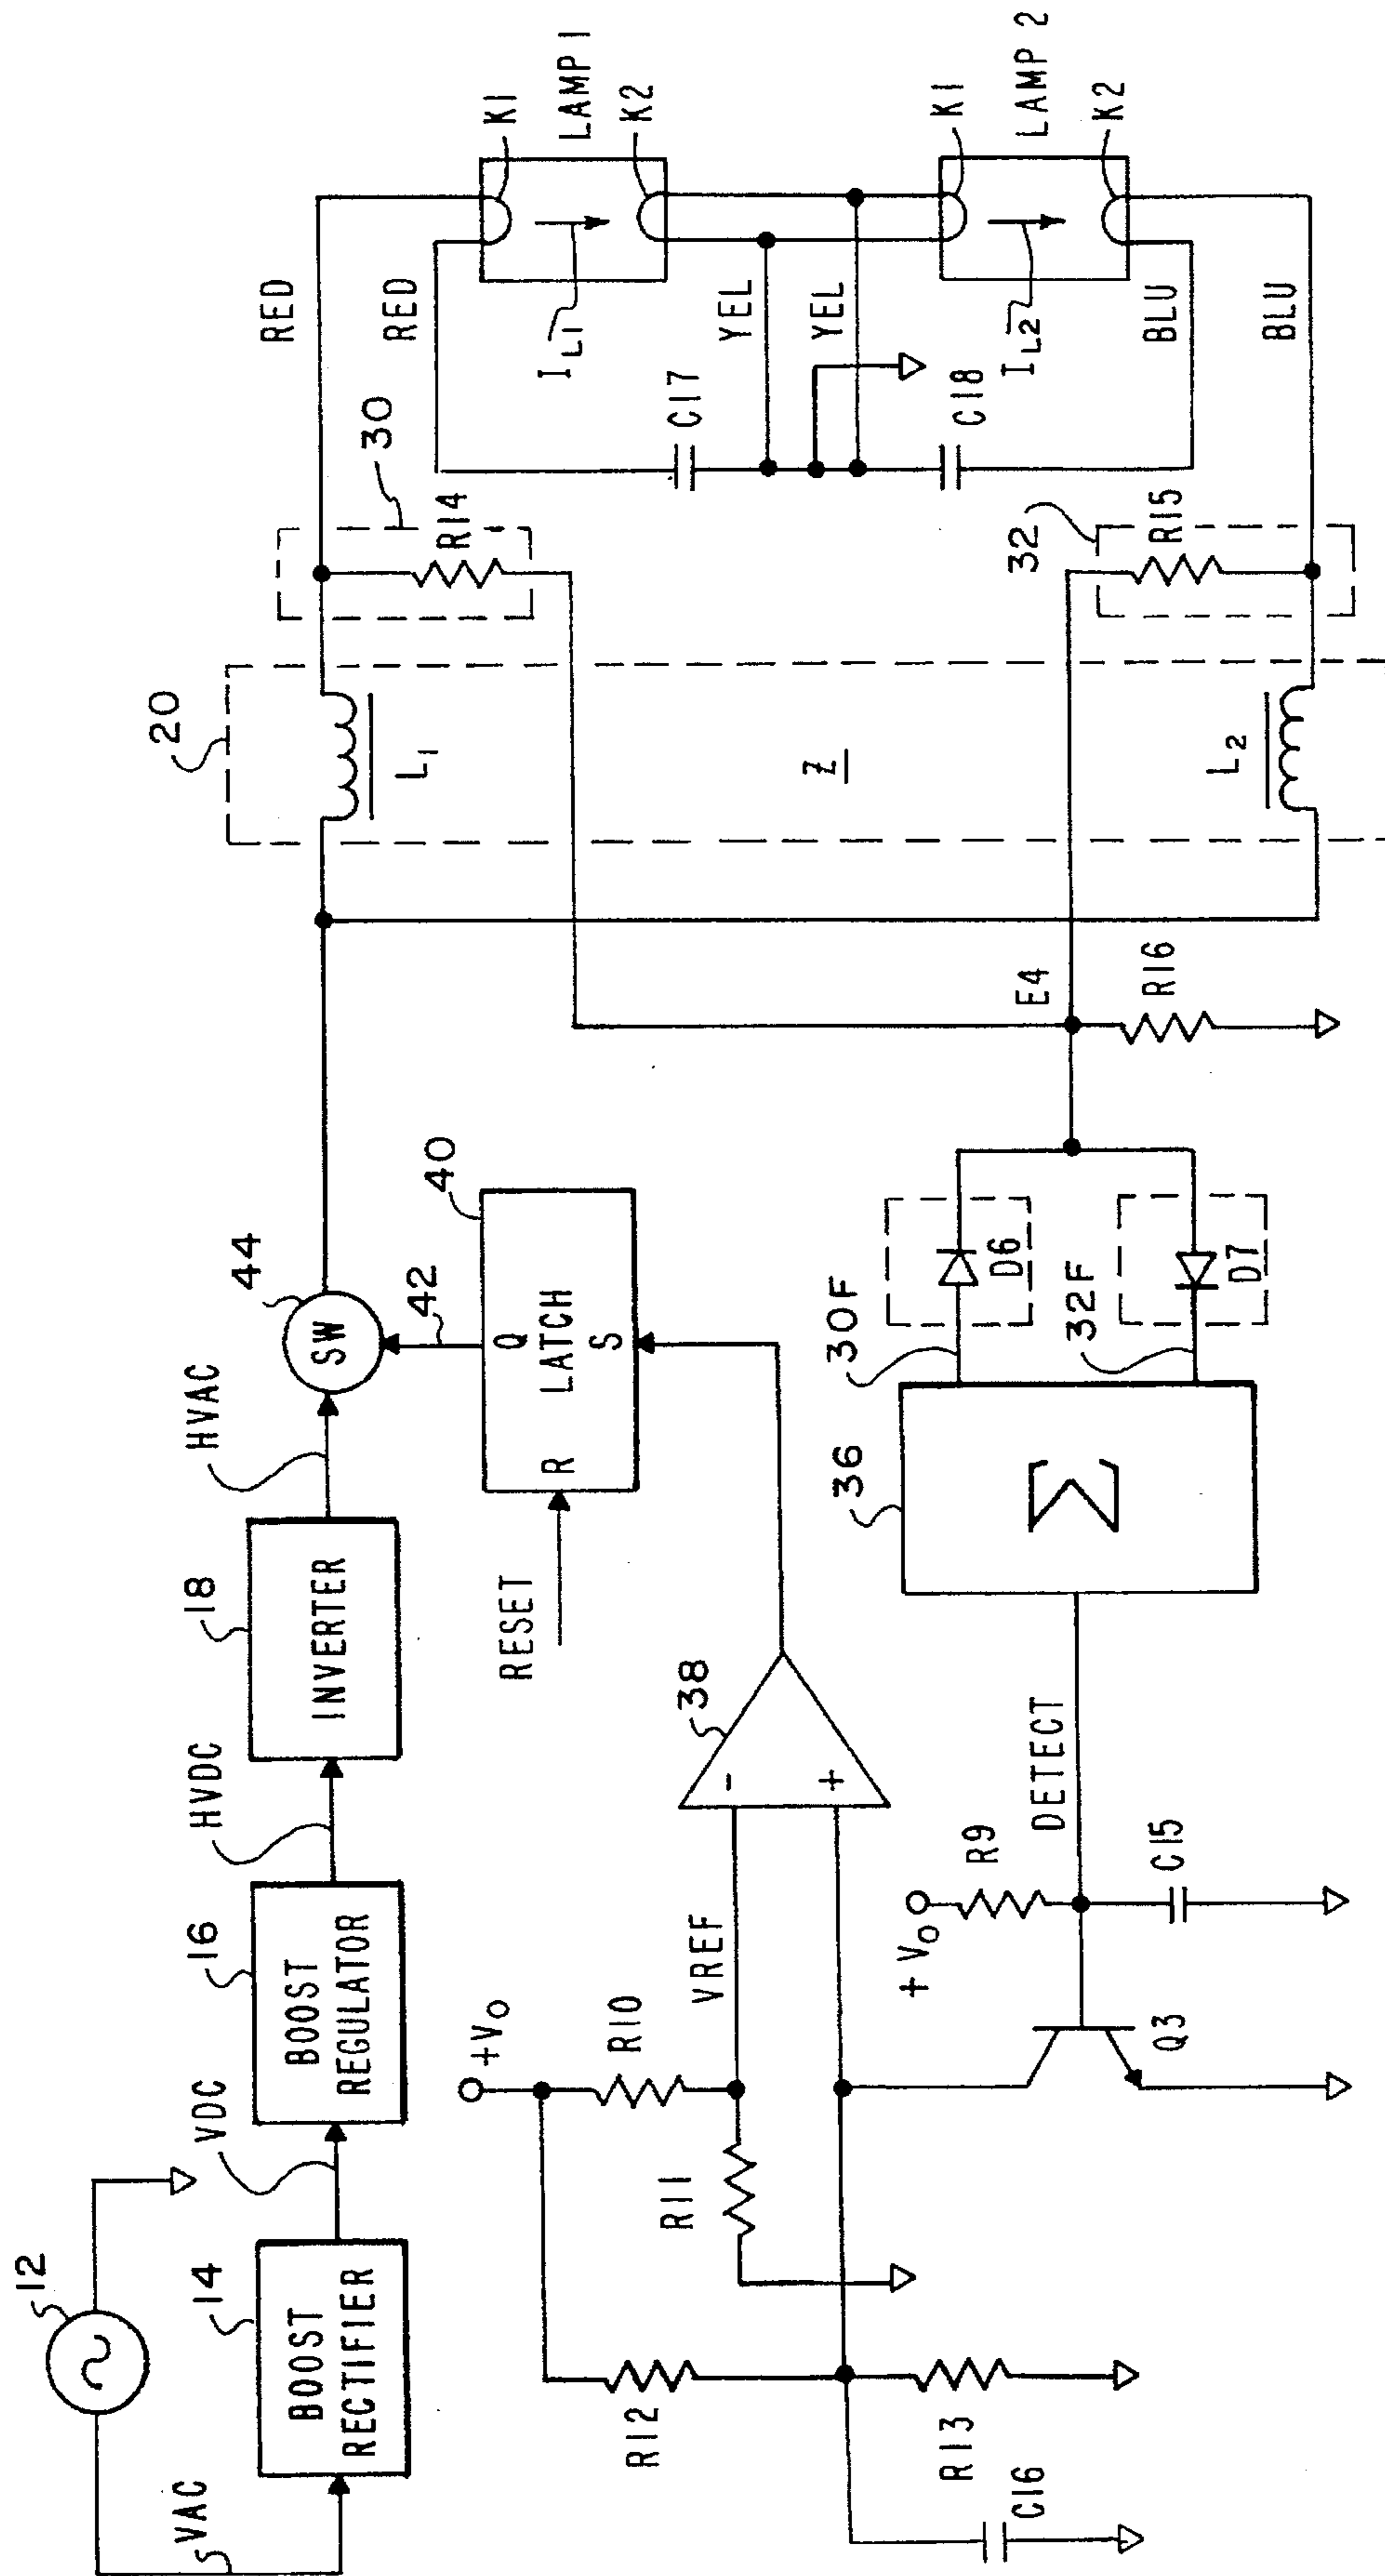 12
VAC
14
BOOST
RECTIFIER
VDC
16
BOOST
REGULATOR
HVDC
18
INVERTER
HVAC
44
SW
42
40
Q
R LATCH
S
RESET
20
L1
Z
L2
30
R14
32
R15
RED
RED
YEL
YEL
BLU
BLU
C17
C18
K1
LAMP 1
K2
IL1
K1
LAMP 2
K2
IL2
E4
R16
+VO
R10
R11
R12
R13
C16
VREF
38
-
+
+VO
R9
C15
Q3
DETECT
36
Σ
30F
D6
32F
D7